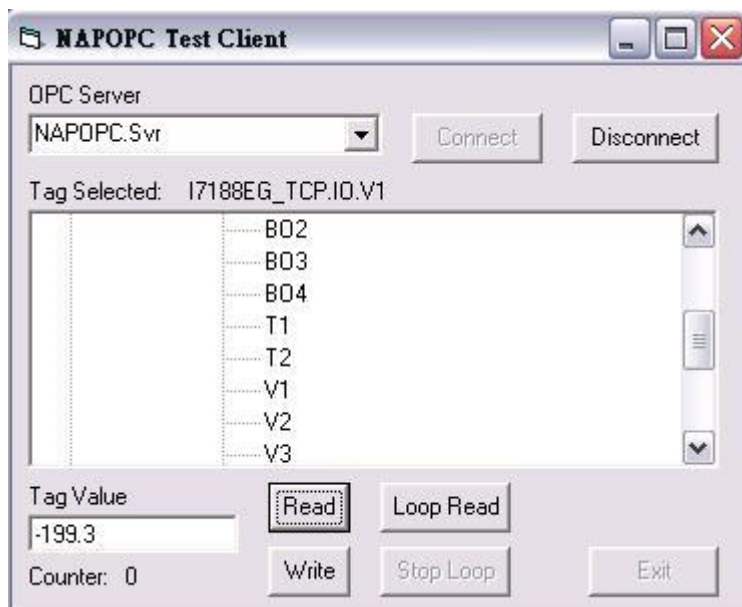 NAPOPC Test Client
OPC Server
NAPOPC.Svr
Connect
Disconnect
Tag Selected: I7188EG_TCP.IO.V1
BO2
BO3
BO4
T1
T2
V1
V2
V3
Tag Value
-199.3
Read
Loop Read
Counter: 0
Write
Stop Loop
Exit